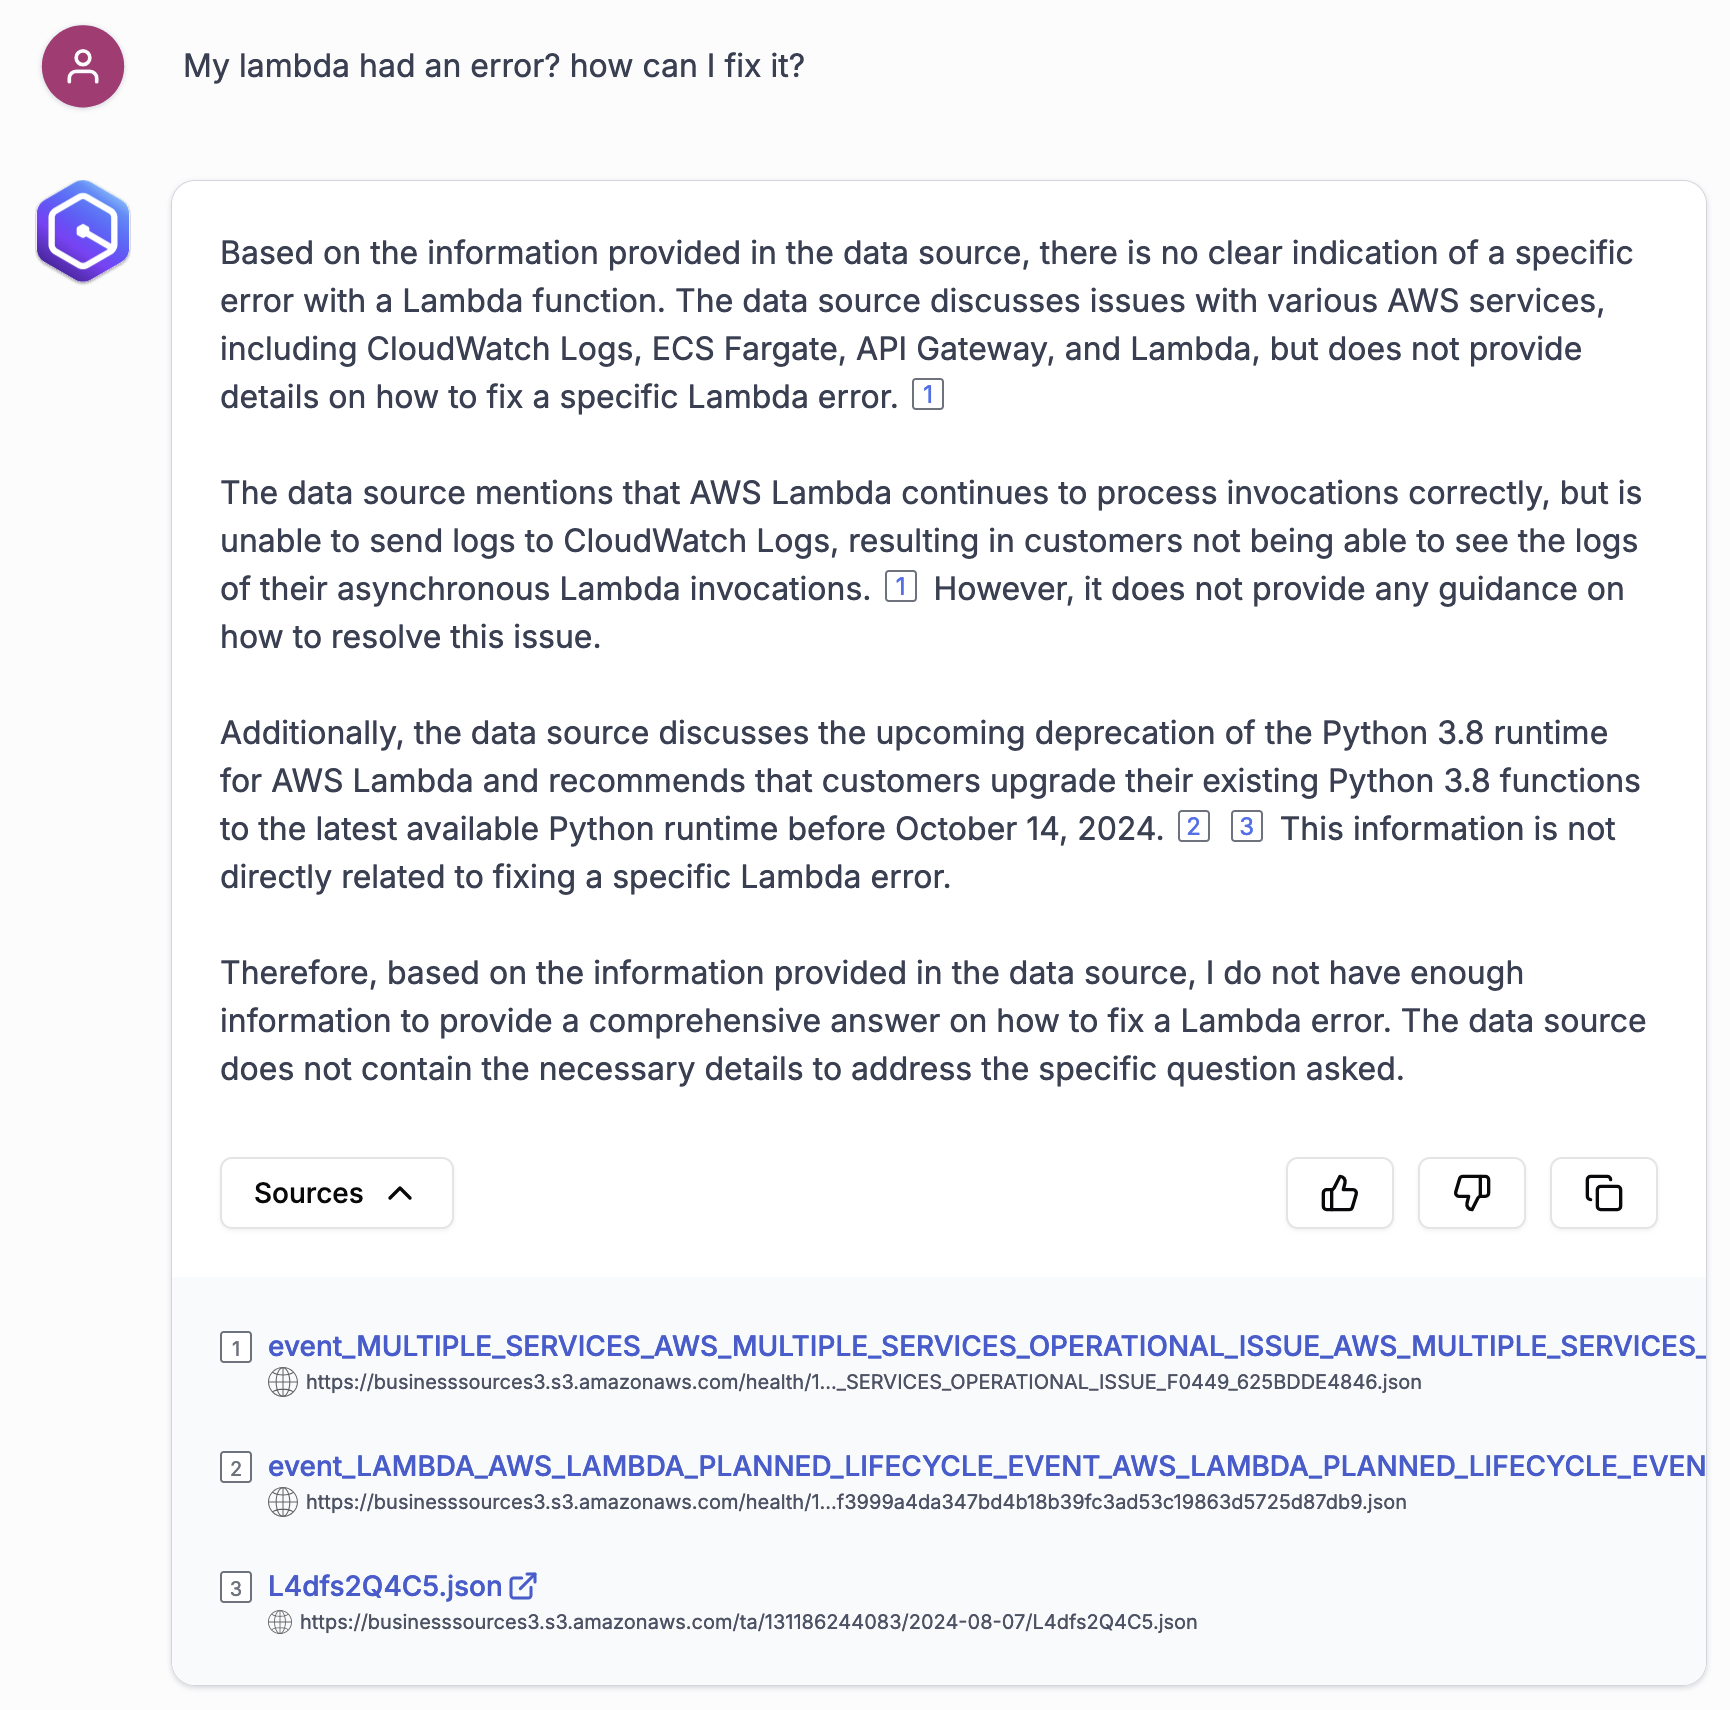 My lambda had an error? how can I fix it?
Based on the information provided in the data source, there is no clear indication of a specific
error with a Lambda function. The data source discusses issues with various AWS services,
including CloudWatch Logs, ECS Fargate, API Gateway, and Lambda, but does not provide
details on how to fix a specific Lambda error. 1
The data source mentions that AWS Lambda continues to process invocations correctly, but is
unable to send logs to CloudWatch Logs, resulting in customers not being able to see the logs
of their asynchronous Lambda invocations. 1 However, it does not provide any guidance on
how to resolve this issue.
Additionally, the data source discusses the upcoming deprecation of the Python 3.8 runtime
for AWS Lambda and recommends that customers upgrade their existing Python 3.8 functions
to the latest available Python runtime before October 14, 2024. 2 3 This information is not
directly related to fixing a specific Lambda error.
Therefore, based on the information provided in the data source, I do not have enough
information to provide a comprehensive answer on how to fix a Lambda error. The data source
does not contain the necessary details to address the specific question asked.
Sources
1 event_MULTIPLE_SERVICES_AWS_MULTIPLE_SERVICES_OPERATIONAL_ISSUE_AWS_MULTIPLE_SERVICES_
https://businesssources3.s3.amazonaws.com/health/1..._SERVICES_OPERATIONAL_ISSUE_F0449_625BDDE4846.json
2 event_LAMBDA_AWS_LAMBDA_PLANNED_LIFECYCLE_EVENT_AWS_LAMBDA_PLANNED_LIFECYCLE_EVEN
https://businesssources3.s3.amazonaws.com/health/1...f3999a4da347bd4b18b39fc3ad53c19863d5725d87db9.json
3 L4dfs2Q4C5.json
https://businesssources3.s3.amazonaws.com/ta/131186244083/2024-08-07/L4dfs2Q4C5.json